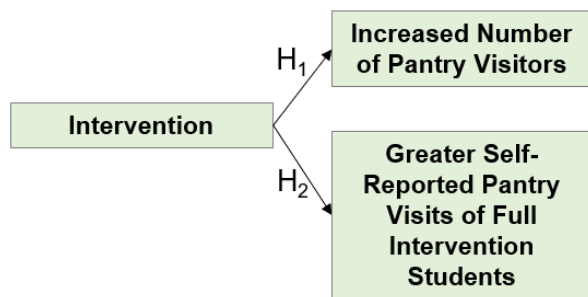 Increased Number
of Pantry Visitors
H1
Intervention
H2
Greater Self-
Reported Pantry
Visits of Full
Intervention
Students